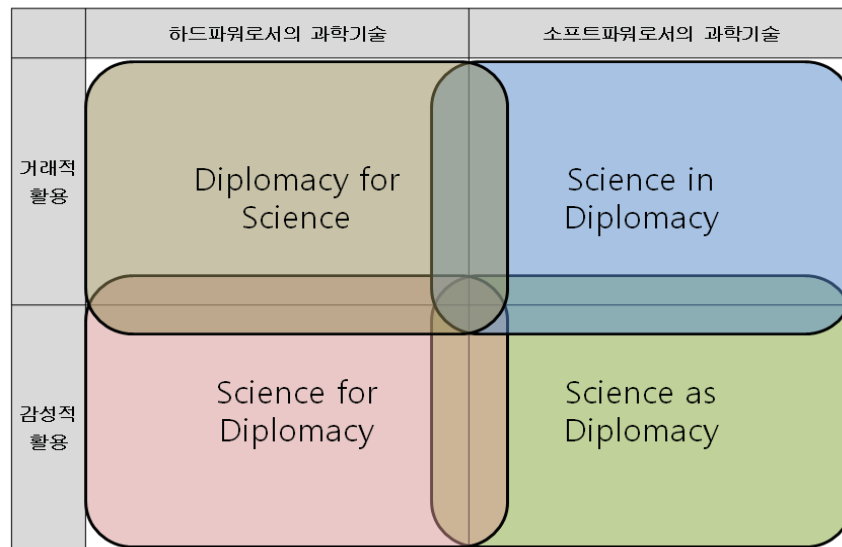 하드파워로서의 과학기술
소프트파워로서의 과학기술
거래적
활용
Diplomacy for
Science
Science in
Diplomacy
감성적
활용
Science for
Diplomacy
Science as
Diplomacy